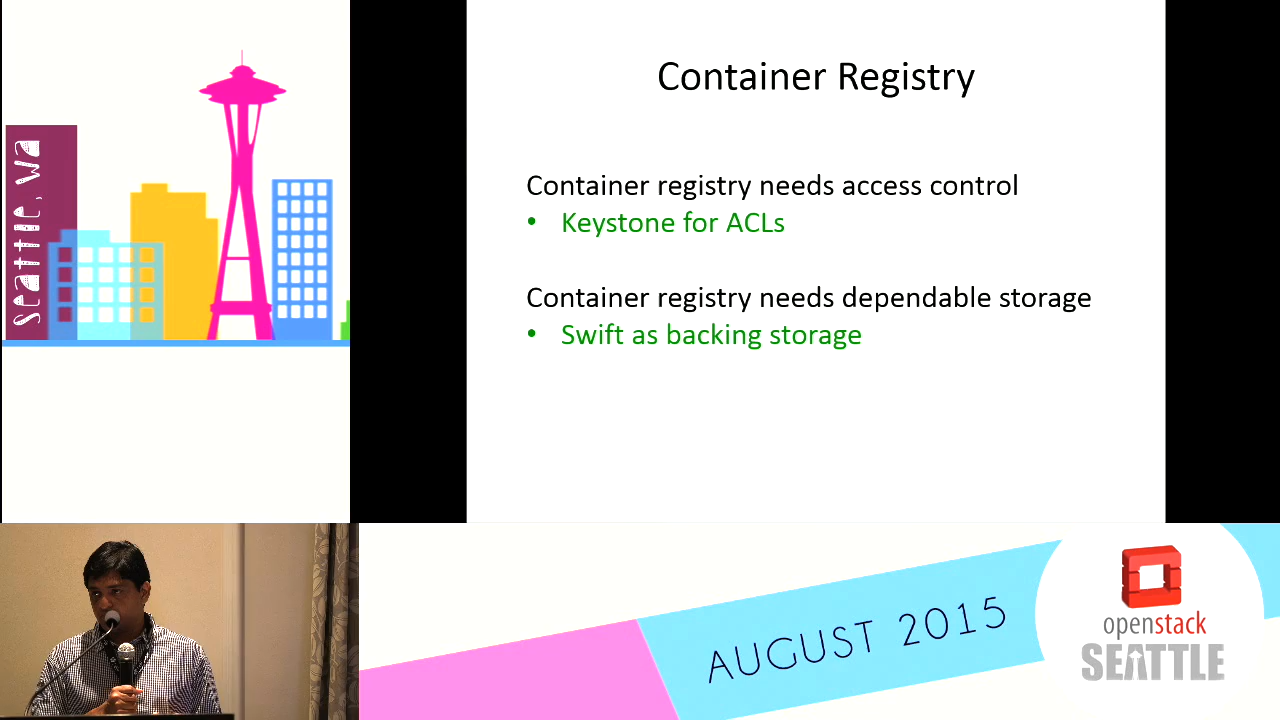 Seattle, WA
Container Registry
Container registry needs access control
• Keystone for ACLs
Container registry needs dependable storage
• Swift as backing storage
AUGUST 2015
openstack
SEATTLE